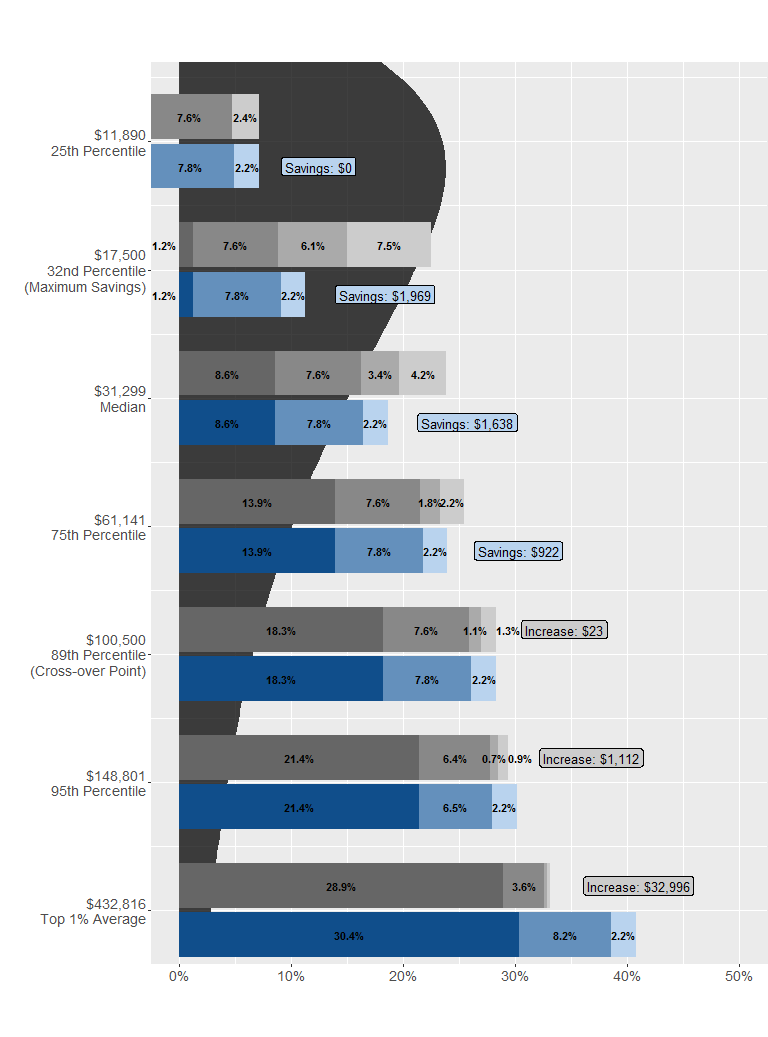 $11,890
25th Percentile
7.6% 2.4%
7.8% 2.2% Savings: $0
$17,500
32nd Percentile
(Maximum Savings)
1.2% 7.6% 6.1% 7.5%
1.2% 7.8% 2.2% Savings: $1,969
$31,299
Median
8.6% 7.6% 3.4% 4.2%
8.6% 7.8% 2.2% Savings: $1,638
$61,141
75th Percentile
13.9% 7.6% 1.8% 2.2%
13.9% 7.8% 2.2% Savings: $922
$100,500
89th Percentile
(Cross-over Point)
18.3% 7.6% 1.1% 1.3% Increase: $23
18.3% 7.8% 2.2%
$148,801
95th Percentile
21.4% 6.4% 0.7% 0.9% Increase: $1,112
21.4% 6.5% 2.2%
$432,816
Top 1% Average
28.9% 3.6% Increase: $32,996
30.4% 8.2% 2.2%
0% 10% 20% 30% 40% 50%